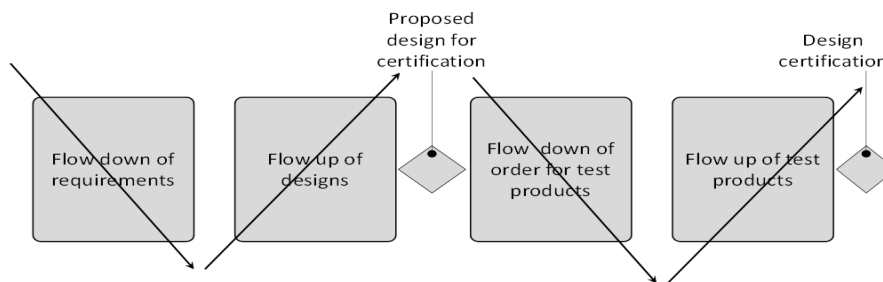 Proposed
design for
certification
Design
certification
Flow down of
requirements
Flow up of
designs
Flow down of
order for test
products
Flow up of test
products